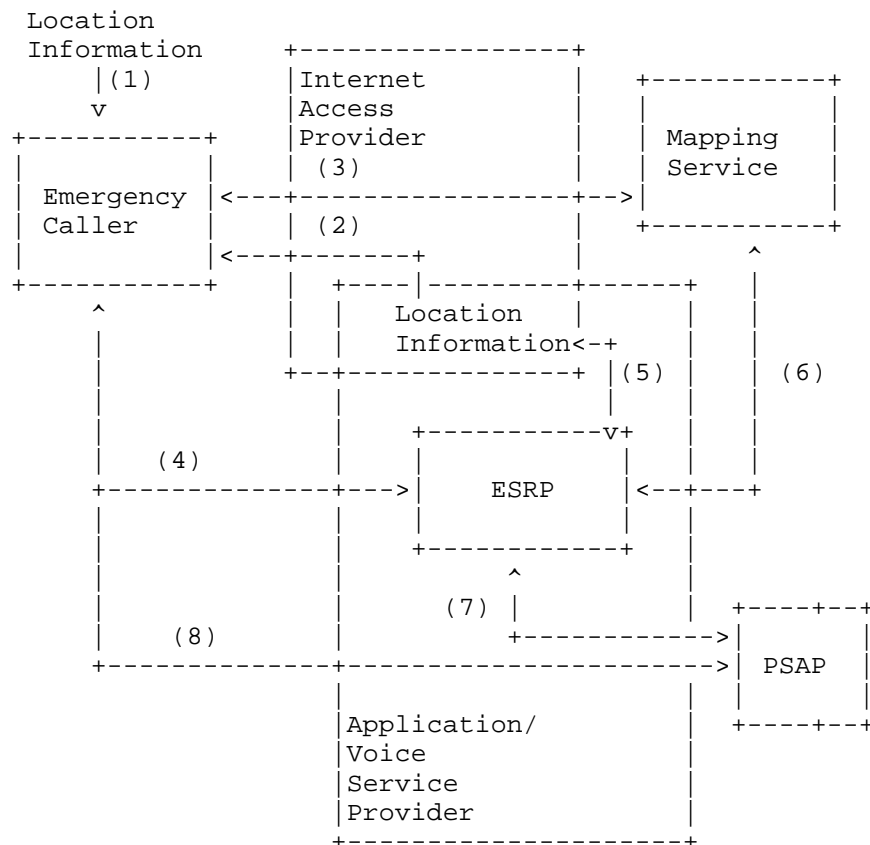 Location
Information
(1)
Internet
Access
Provider
Mapping
Service
(3)
Emergency
Caller
(2)
Location
Information
(5)
(6)
(4)
ESRP
(7)
(8)
PSAP
Application/
Voice
Service
Provider